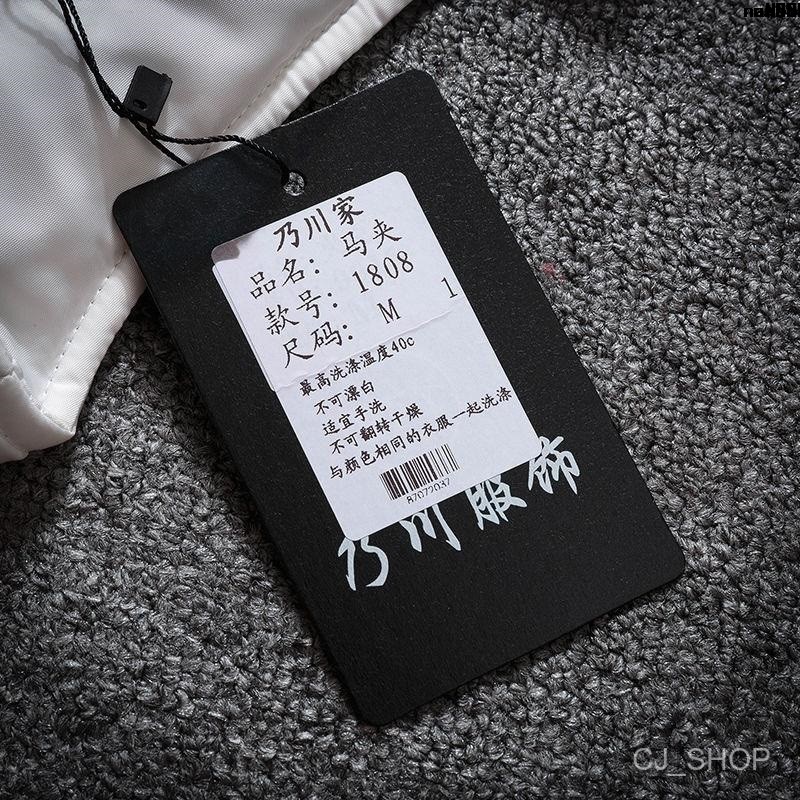 乃川家
品名: 马夹
款号: 1808
尺码: M 1
最高洗涤温度40c
不可漂白
适宜手洗
不可翻转干燥
与颜色相同的衣服一起洗涤
87072037
乃川服饰
CJ_SHOP